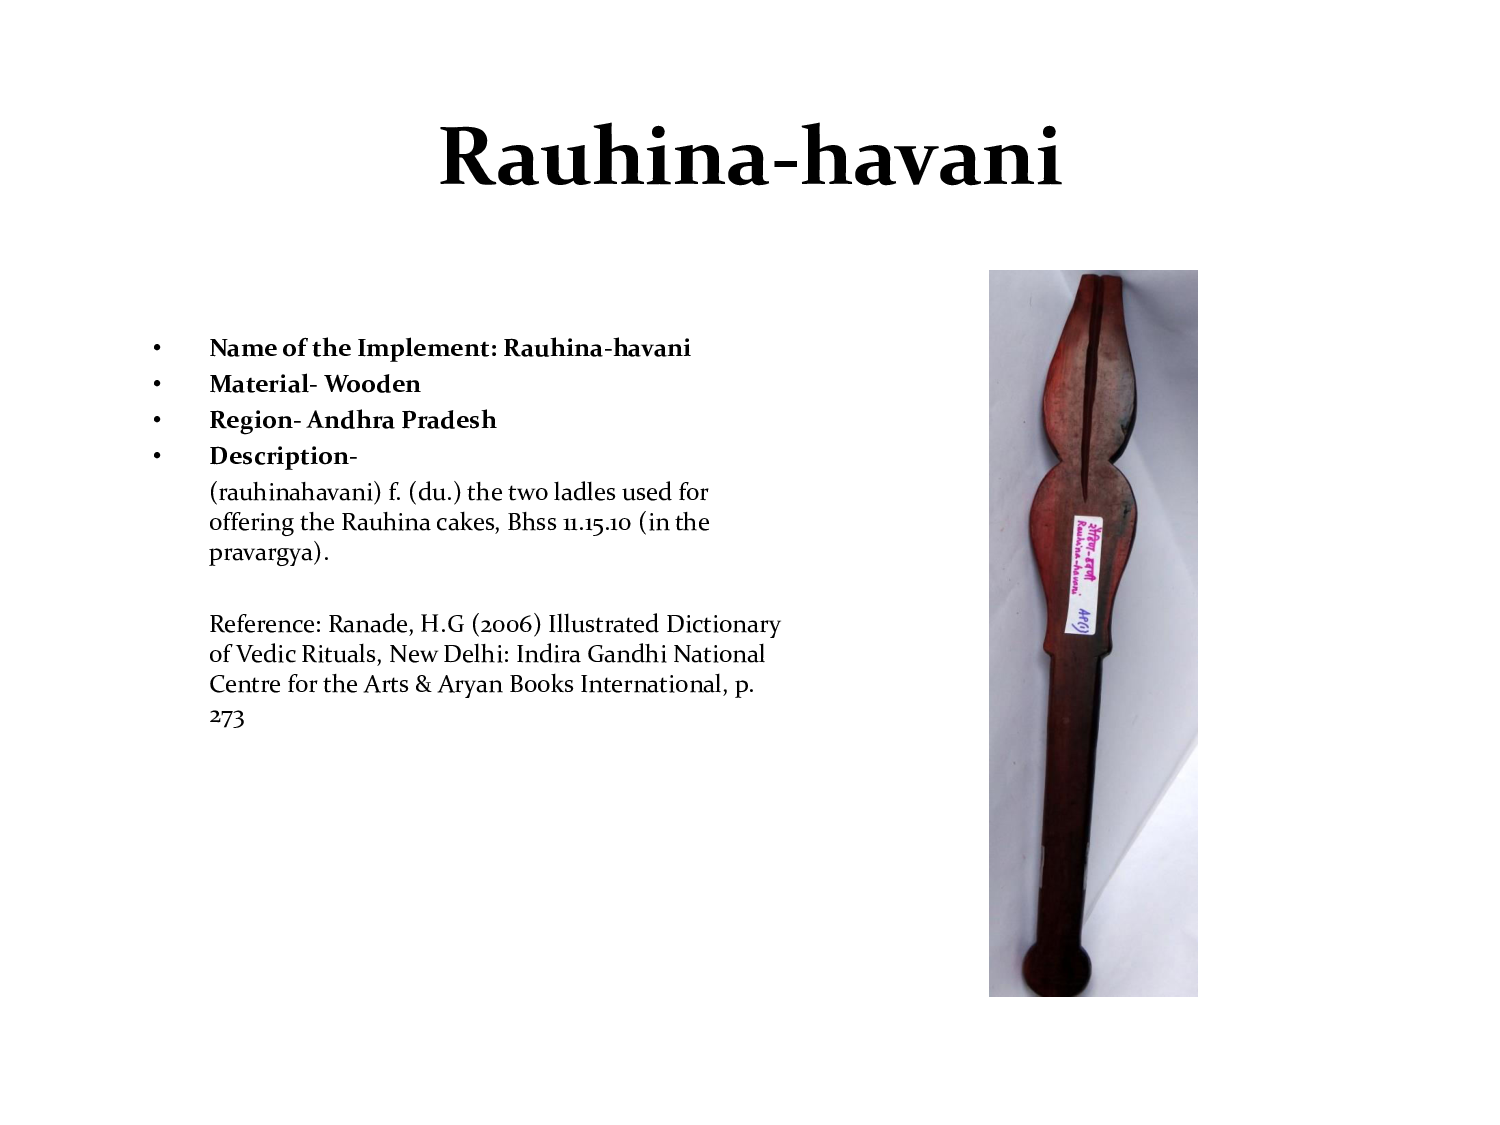 Rauhina-havani
• Name of the Implement: Rauhina-havani
• Material- Wooden
• Region- Andhra Pradesh
• Description-
(rauhinahavani) f. (du.) the two ladles used for
offering the Rauhina cakes, Bhss 11.15.10 (in the
pravargya).
Reference: Ranade, H.G (2006) Illustrated Dictionary
of Vedic Rituals, New Delhi: Indira Gandhi National
Centre for the Arts & Aryan Books International, p.
273
रौहिण-हवणी
Rauhina-havani
AP(1)